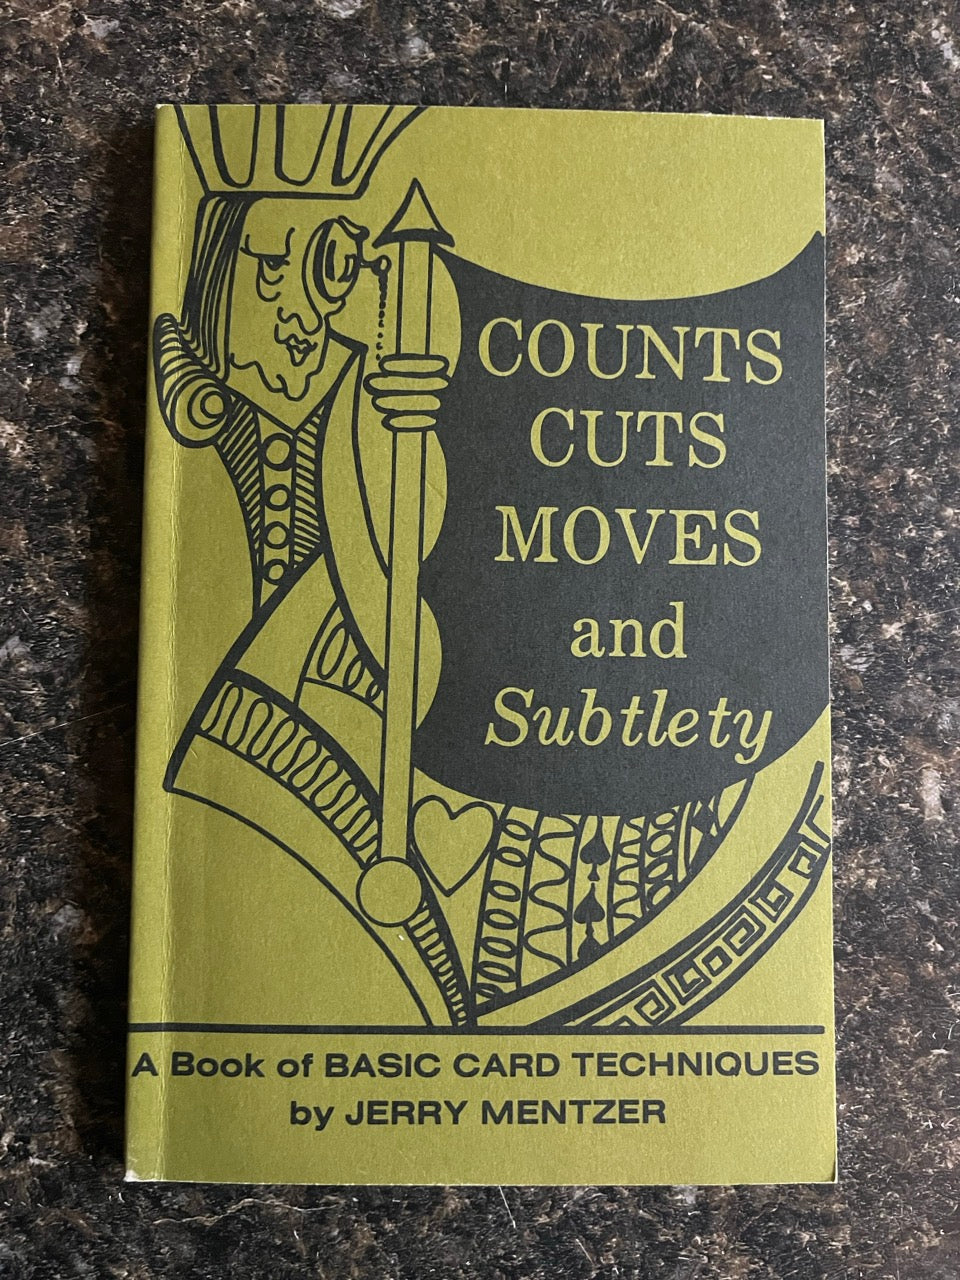 COUNTS
CUTS
MOVES
and
Subtlety
A Book of BASIC CARD TECHNIQUES
by JERRY MENTZER